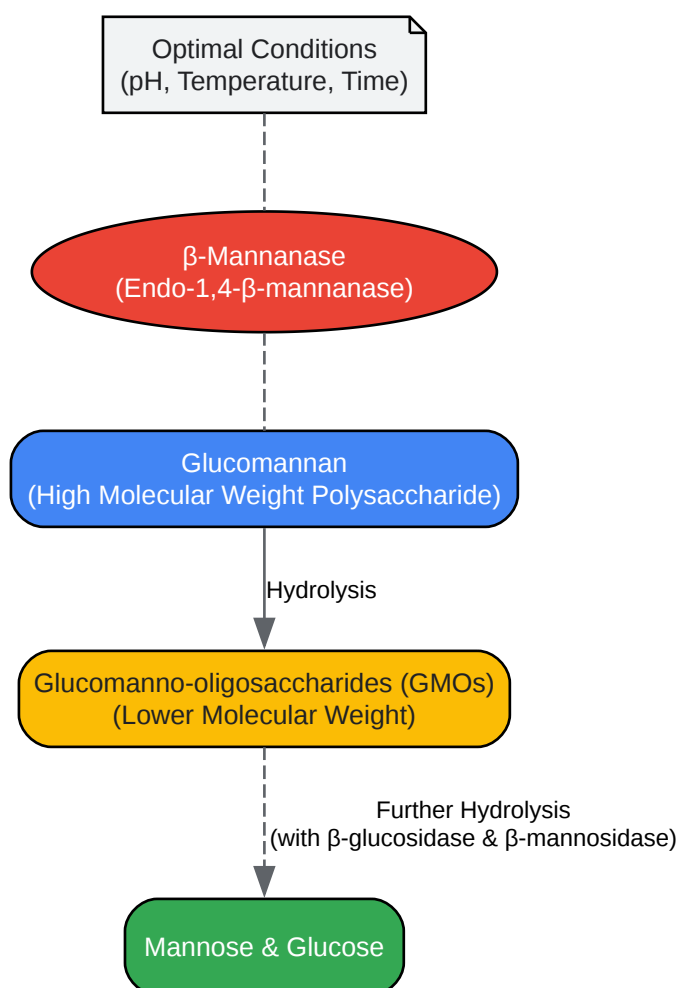 Optimal Conditions
(pH, Temperature, Time)
β-Mannanase
(Endo-1,4-β-mannanase)
Glucomannan
(High Molecular Weight Polysaccharide)
Hydrolysis
Glucomanno-oligosaccharides (GMOs)
(Lower Molecular Weight)
Further Hydrolysis
(with β-glucosidase & β-mannosidase)
Mannose & Glucose